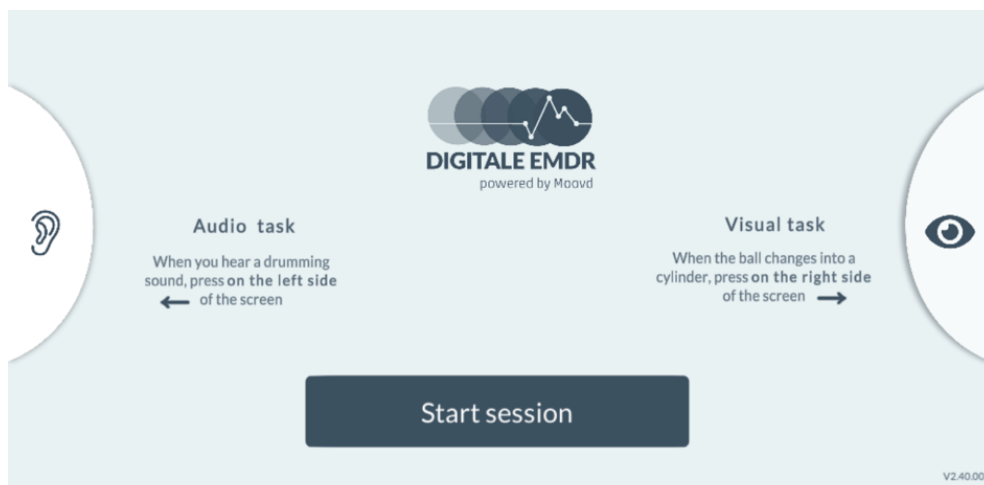 DIGITALE EMDR
powered by Moovd
Audio task
When you hear a drumming
sound, press on the left side
of the screen
Visual task
When the ball changes into a
cylinder, press on the right side
of the screen
Start session
V2.40.00